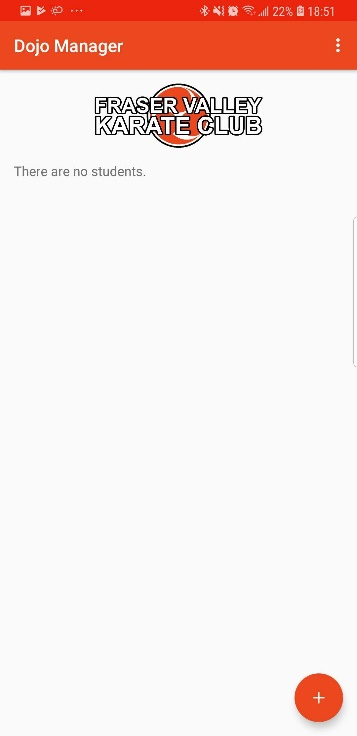 22% 18:51
Dojo Manager
FRASER VALLEY
KARATE CLUB
There are no students.
+